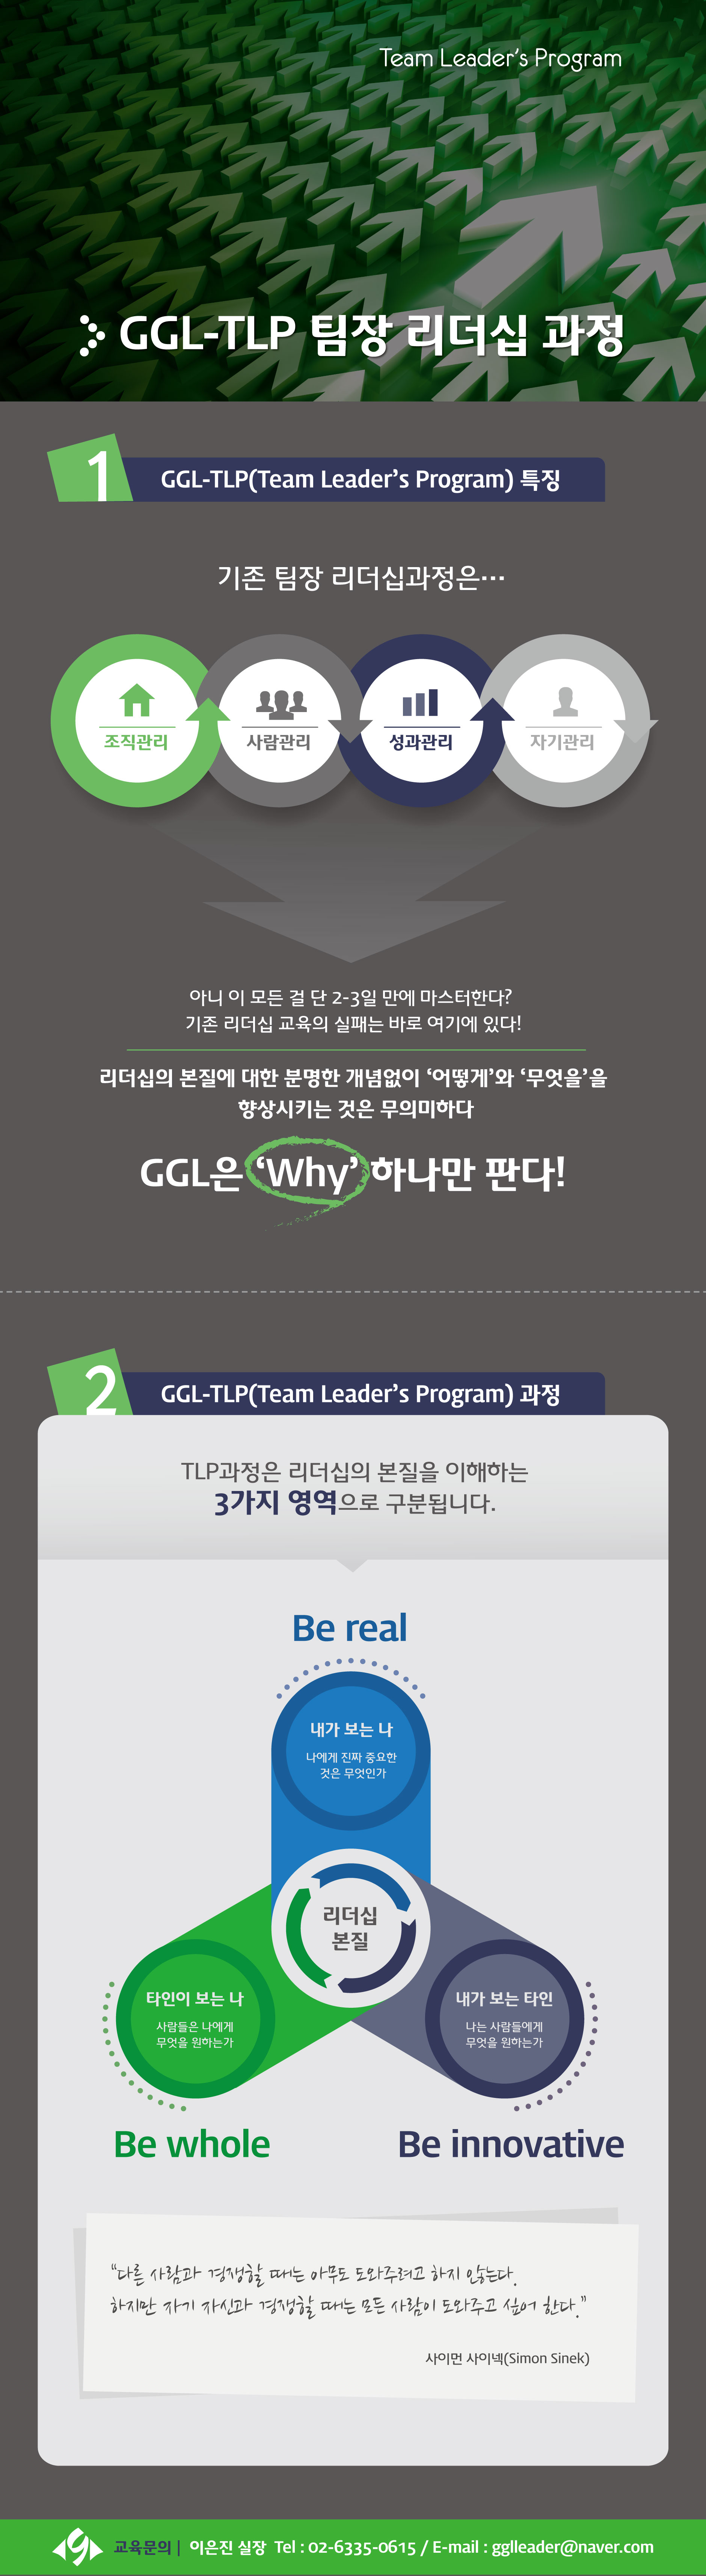 Team Leader's Program
GGL-TLP 팀장 리더십 과정
1
GGL-TLP(Team Leader's Program) 특징
기존 팀장 리더십과정은…
조직관리
사람관리
성과관리
자기관리
아니 이 모든 걸 단 2-3일 만에 마스터한다?
기존 리더십 교육의 실패는 바로 여기에 있다!
리더십의 본질에 대한 분명한 개념없이 '어떻게'와 '무엇을'을
향상시키는 것은 무의미하다
GGL은 'Why' 하나만 판다!
2
GGL-TLP(Team Leader's Program) 과정
TLP과정은 리더십의 본질을 이해하는
3가지 영역으로 구분됩니다.
Be real
내가 보는 나
나에게 진짜 중요한
것은 무엇인가
리더십
본질
타인이 보는 나
사람들은 나에게
무엇을 원하는가
내가 보는 타인
나는 사람들에게
무엇을 원하는가
Be whole
Be innovative
"다른 사람과 경쟁할 때는 아무도 도와주려고 하지 않는다.
하지만 자기 자신과 경쟁할 때는 모든 사람이 도와주고 싶어 한다."
사이먼 사이넥(Simon Sinek)
교육문의 | 이은진 실장 Tel : 02-6335-0615 / E-mail : gglleader@naver.com